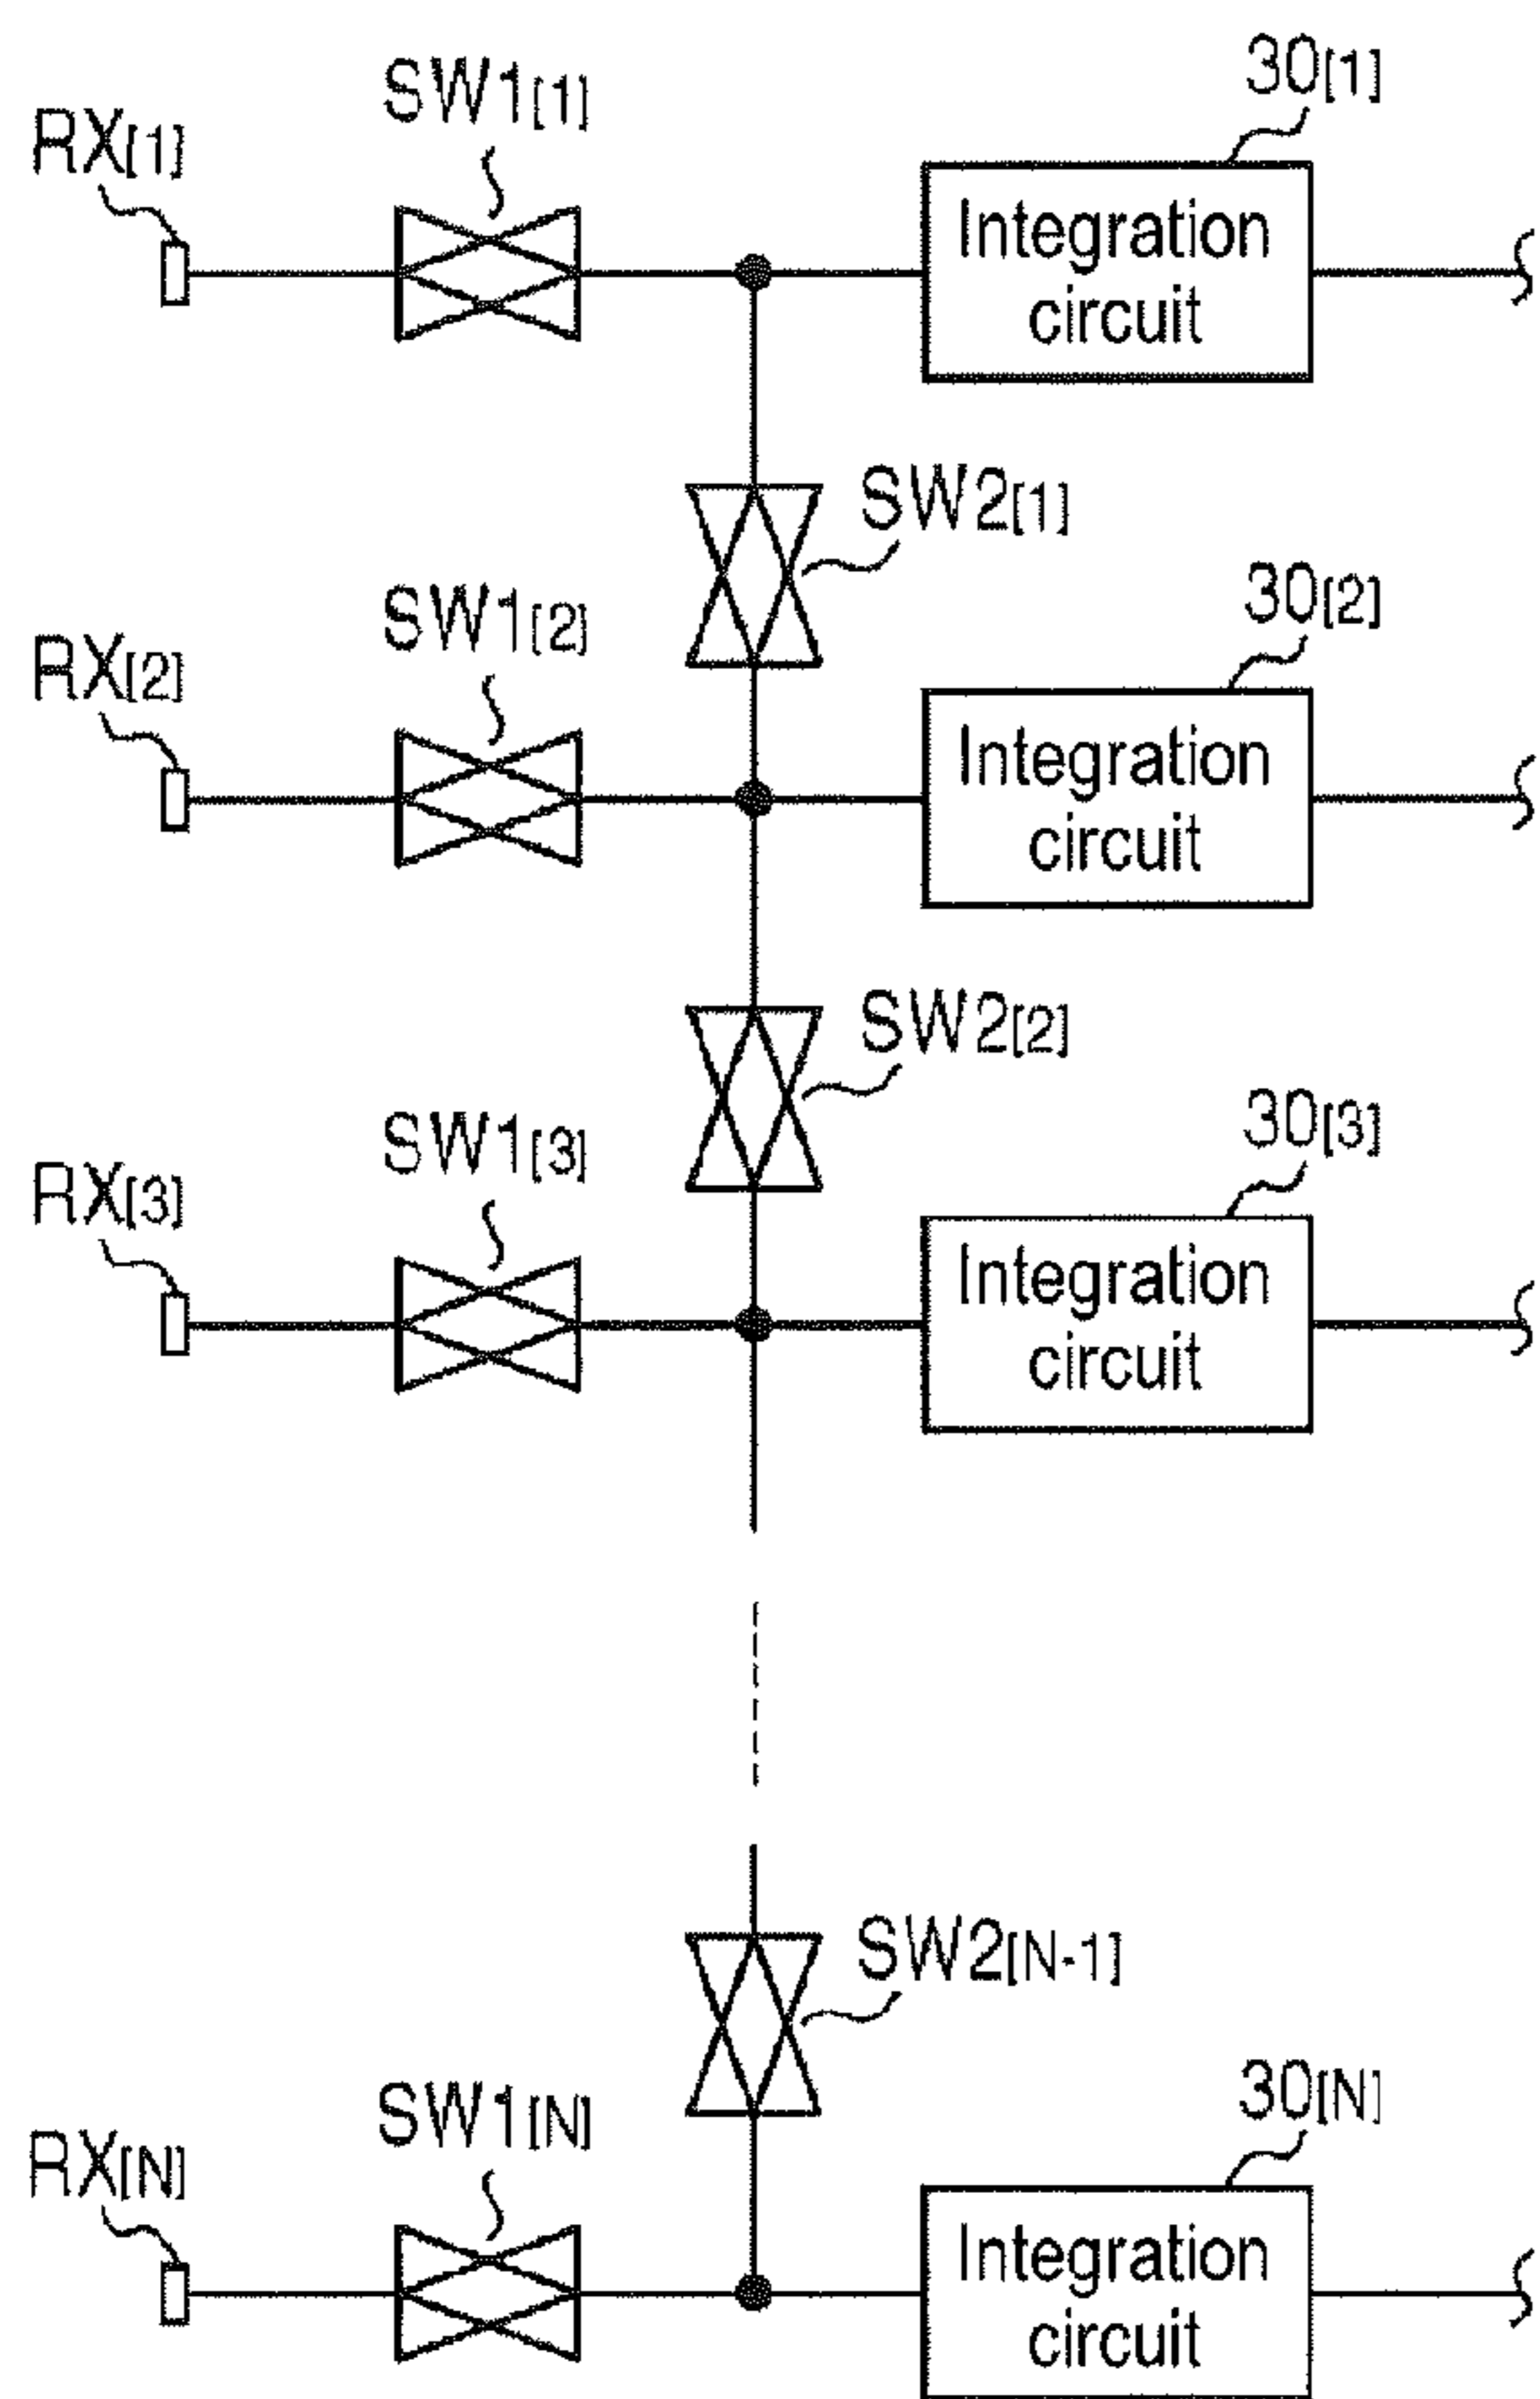 30[1]
SW1[1]
RX[1]
Integration
circuit
SW2[1]
30[2]
SW1[2]
RX[2]
Integration
circuit
SW2[2]
30[3]
SW1[3]
RX[3]
Integration
circuit
SW2[N-1]
30[N]
SW1[N]
RX[N]
Integration
circuit